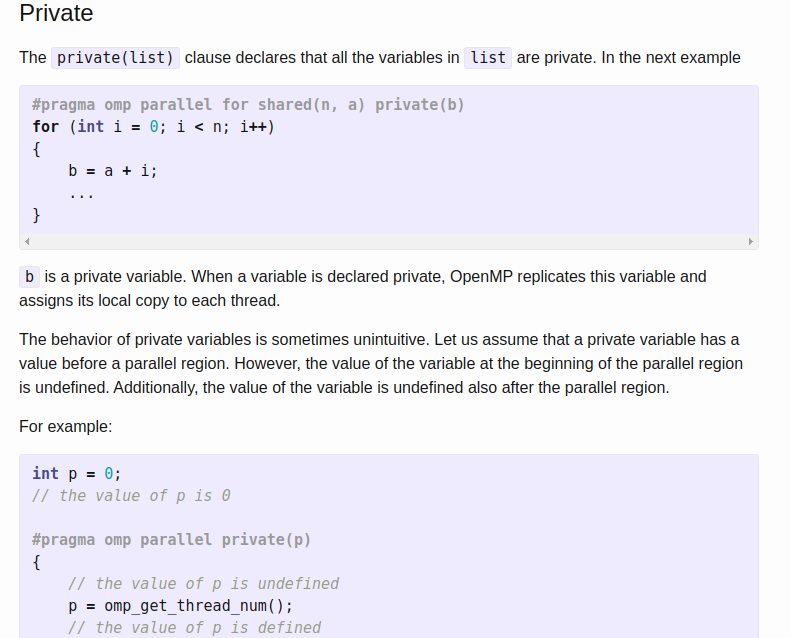 Private
The private(list) clause declares that all the variables in list are private. In the next example
#pragma omp parallel for shared(n, a) private(b)
for (int i = 0; i < n; i++)
{
    b = a + i;
    ...
}
b is a private variable. When a variable is declared private, OpenMP replicates this variable and
assigns its local copy to each thread.
The behavior of private variables is sometimes unintuitive. Let us assume that a private variable has a
value before a parallel region. However, the value of the variable at the beginning of the parallel region
is undefined. Additionally, the value of the variable is undefined also after the parallel region.
For example:
int p = 0;
// the value of p is 0
#pragma omp parallel private(p)
{
    // the value of p is undefined
    p = omp_get_thread_num();
    // the value of p is defined